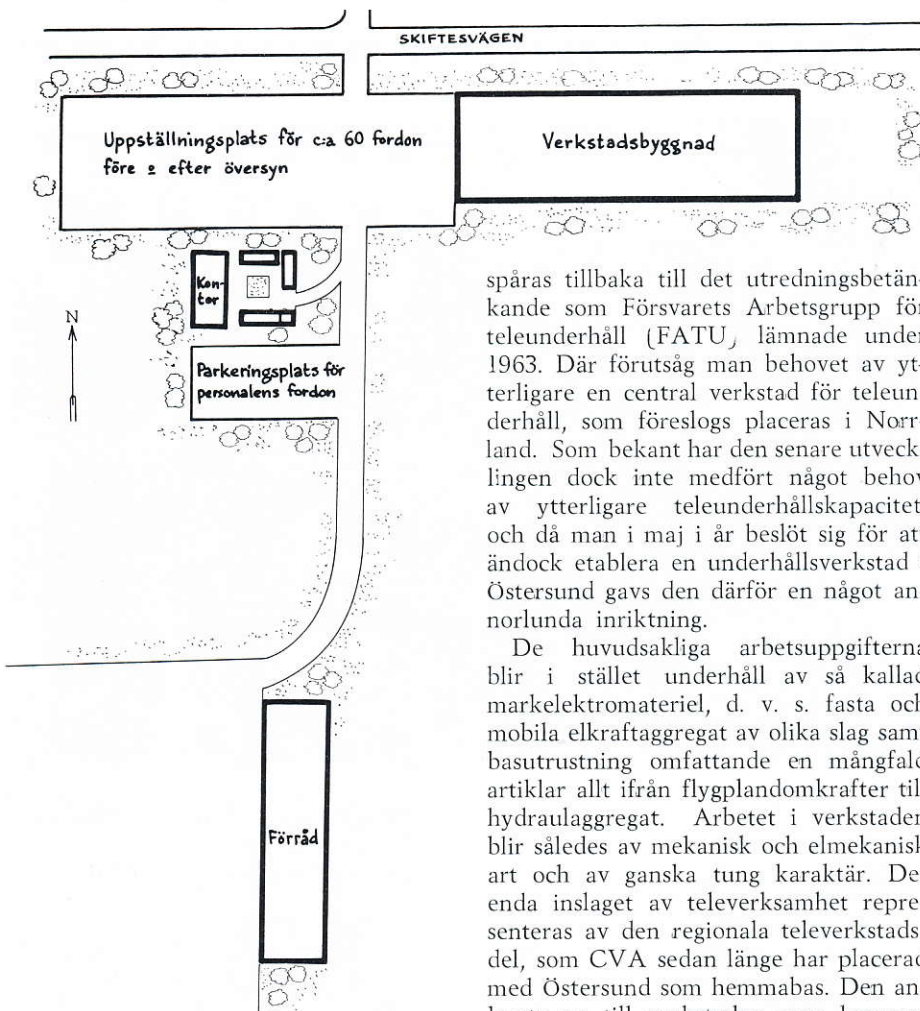 SKIFTESVÄGEN
Uppställningsplats för c:a 60 fordon
före o efter översyn
Verkstadsbyggnad
Kon-
tor
N
Parkeringsplats för
personalens fordon
Förråd
spåras tillbaka till det utredningsbetän-
kande som Försvarets Arbetsgrupp för
teleunderhåll (FATU) lämnade under
1963. Där förutsåg man behovet av yt-
terligare en central verkstad för teleun-
derhåll, som föreslogs placeras i Norr-
land. Som bekant har den senare utveck-
lingen dock inte medfört något behov
av ytterligare teleunderhållskapacitet
och då man i maj i år beslöt sig för att
ändock etablera en underhållsverkstad
Östersund gavs den därför en något an-
norlunda inriktning.
De huvudsakliga arbetsuppgifterna
blir i stället underhåll av så kallad
markelektromateriel, d. v. s. fasta och
mobila elkraftaggregat av olika slag samt
basutrustning omfattande en mångfald
artiklar allt ifrån flygplandomkrafter till
hydraulaggregat. Arbetet i verkstaden
blir således av mekanisk och elmekanisk
art och av ganska tung karaktär. Det
enda inslaget av televerksamhet repre-
senteras av den regionala televerkstads-
del, som CVA sedan länge har placerad
med Östersund som hemmabas. Den an-